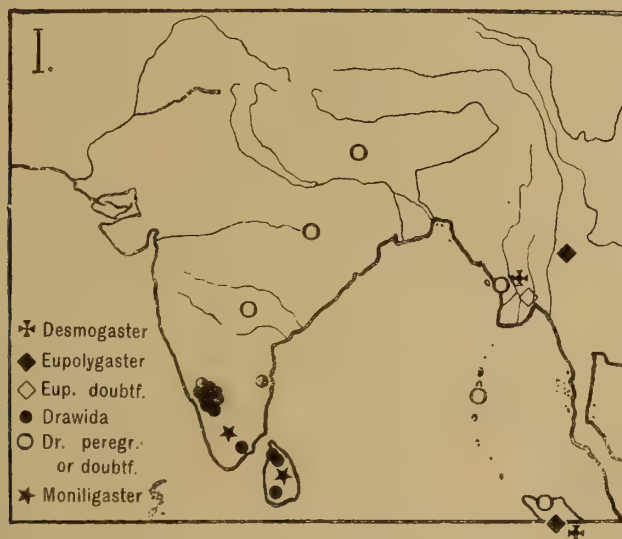 I.
Desmogaster
Eupolygaster
Eup. doubtf.
Drawida
Dr. peregr.
or doubtf.
Moniligaster